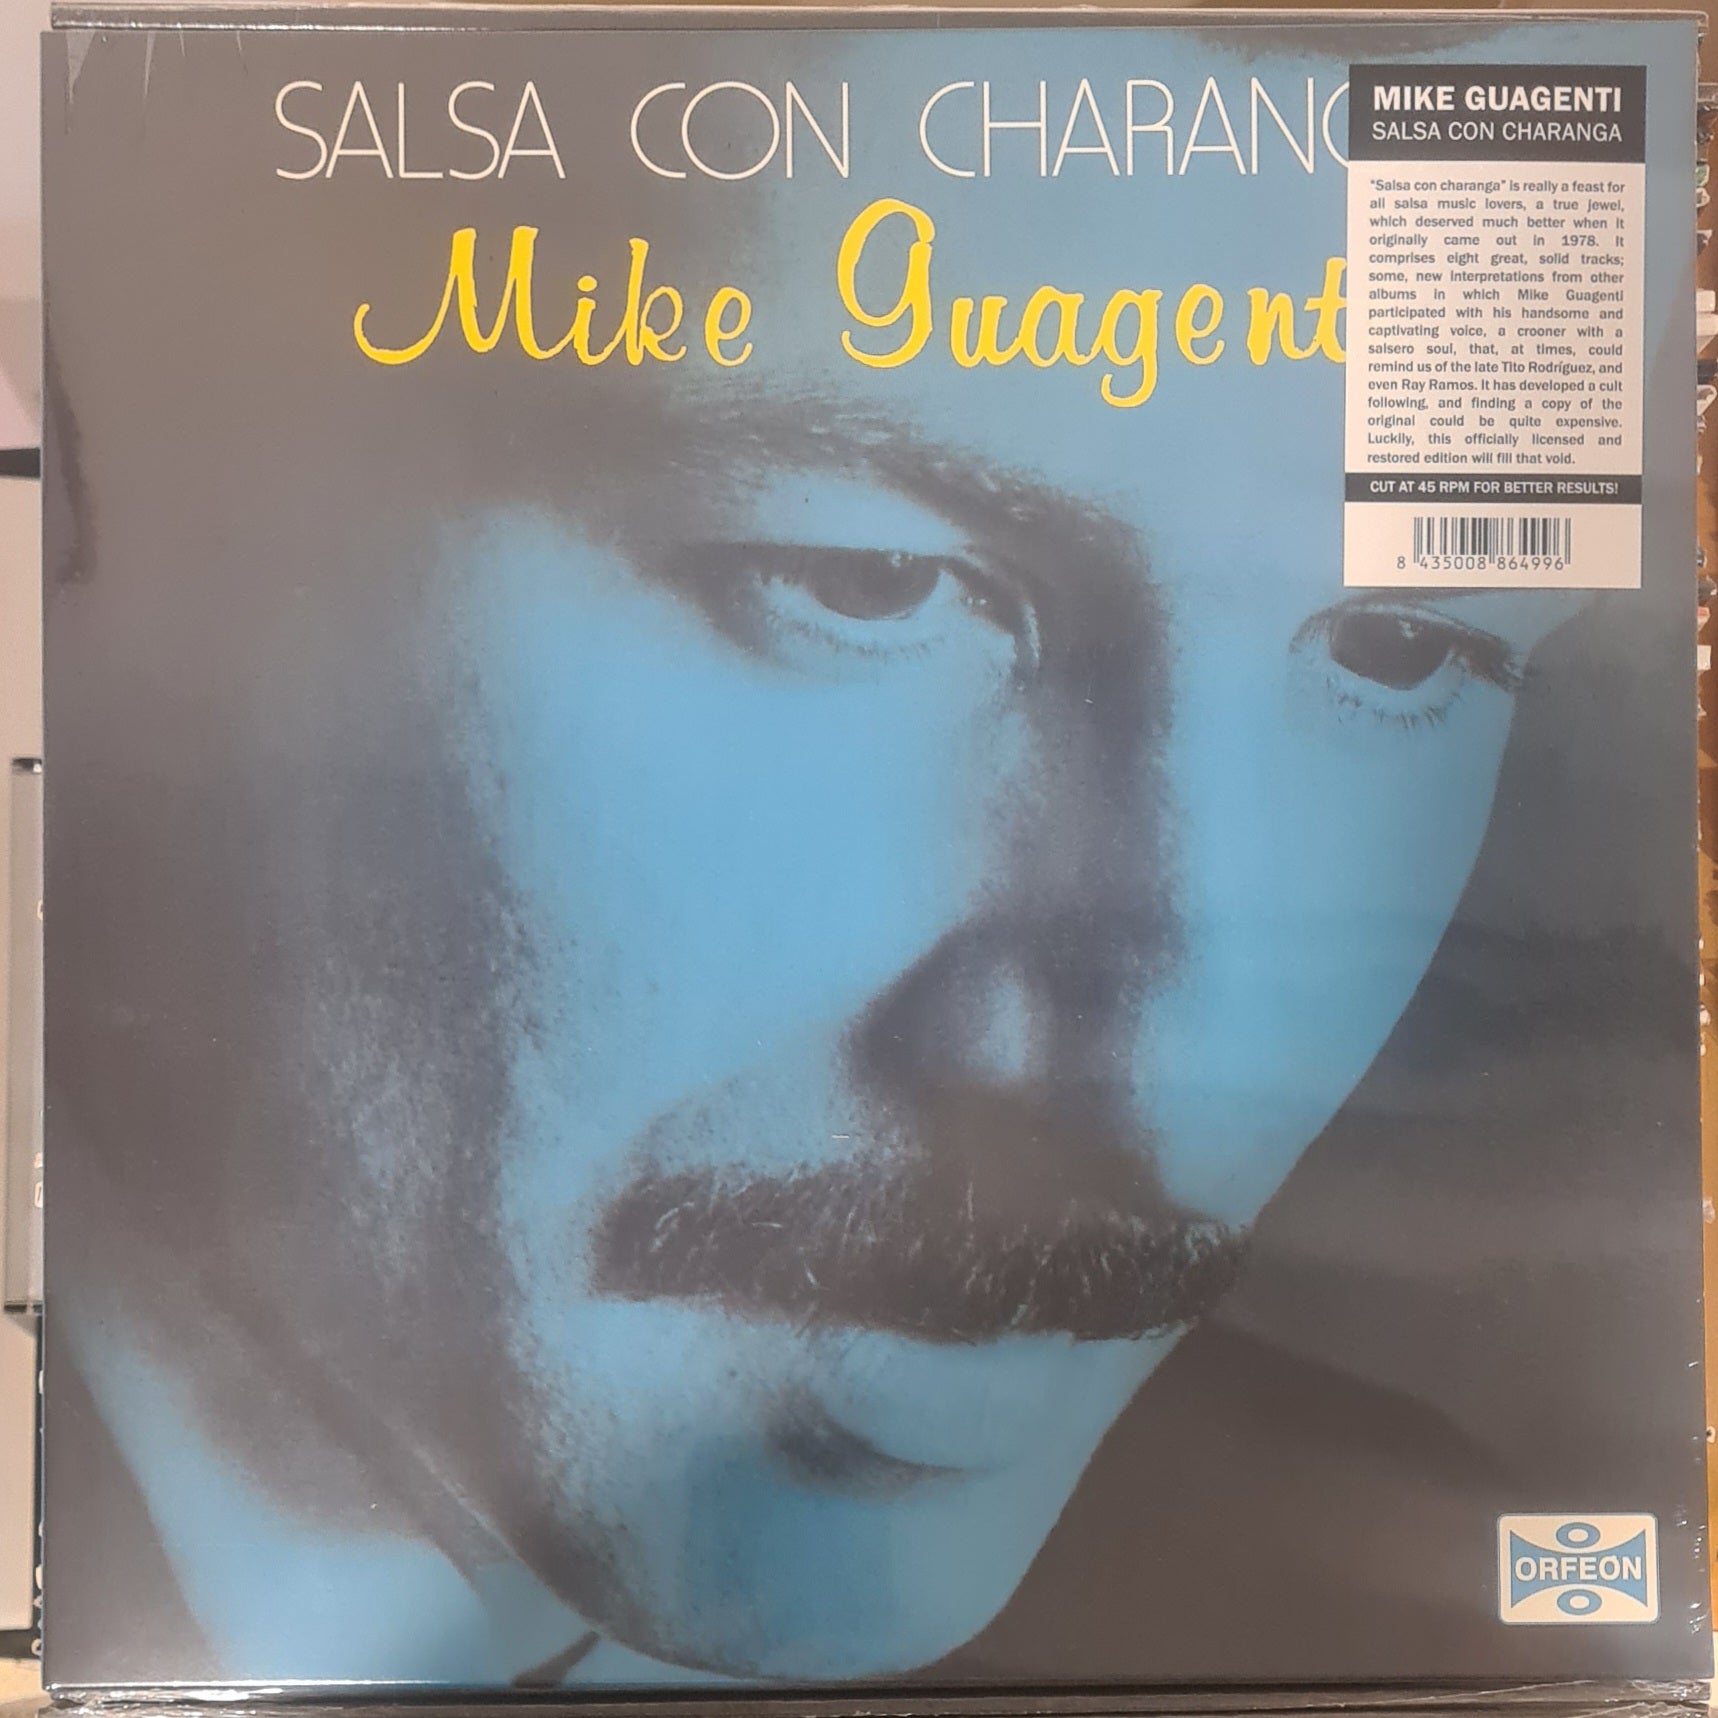 SALSA CON CHARANG
Mike Guagent
MIKE GUAGENTI
SALSA CON CHARANGA
"Salsa con charanga" is really a feast for
all salsa music lovers, a true jewel,
which deserved much better when it
originally came out in 1978. It
comprises eight great, solid tracks;
some, new interpretations from other
albums in which Mike Guagenti
participated with his handsome and
captivating voice, a crooner with a
salsero soul, that, at times, could
remind us of the late Tito Rodríguez, and
even Ray Ramos. It has developed a cult
following, and finding a copy of the
original could be quite expensive.
Luckily, this officially licensed and
restored edition will fill that void.
CUT AT 45 RPM FOR BETTER RESULTS!
8 435008 864996
ORFEON